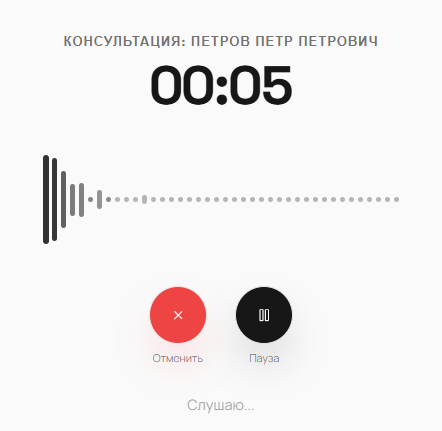 КОНСУЛЬТАЦИЯ: ПЕТРОВ ПЕТР ПЕТРОВИЧ
00:05
Отменить Пауза
Слушаю...